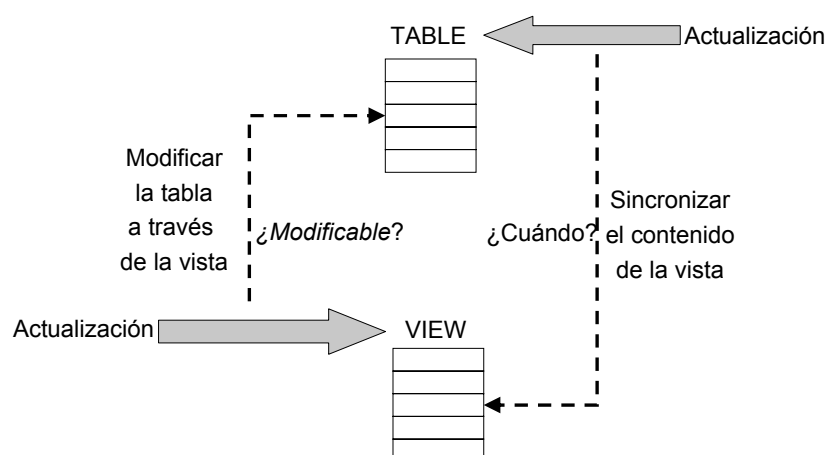 TABLE
Actualización
Modificar
la tabla
a través
de la vista
¿Modificable?
¿Cuándo?
Sincronizar
el contenido
de la vista
Actualización
VIEW